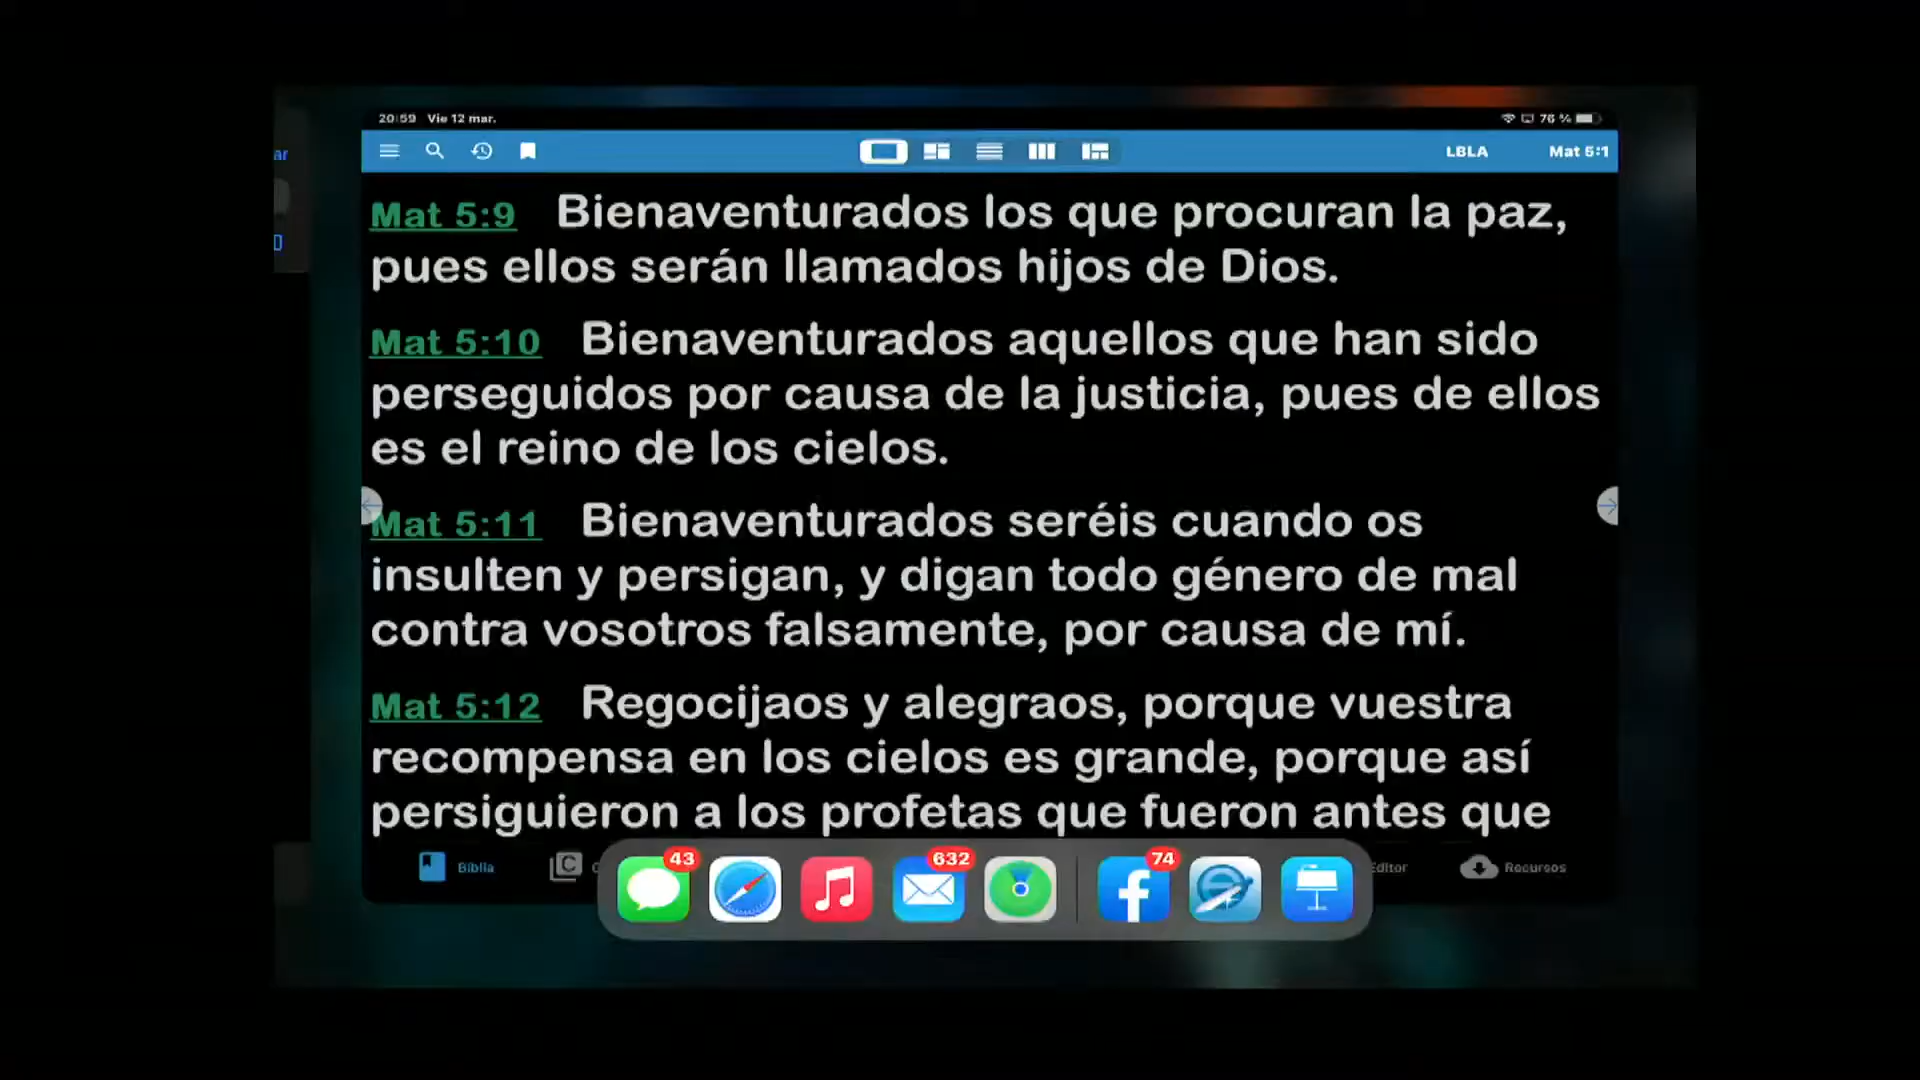 20:59 Vie 12 mar.
76 %
LBLA Mat 5:1
ar
Mat 5:9 Bienaventurados los que procuran la paz,
pues ellos serán llamados hijos de Dios.
Mat 5:10 Bienaventurados aquellos que han sido
perseguidos por causa de la justicia, pues de ellos
es el reino de los cielos.
Mat 5:11 Bienaventurados seréis cuando os
insulten y persigan, y digan todo género de mal
contra vosotros falsamente, por causa de mí.
Mat 5:12 Regocijaos y alegraos, porque vuestra
recompensa en los cielos es grande, porque así
persiguieron a los profetas que fueron antes que
Biblia Editor Recursos
43 632 74